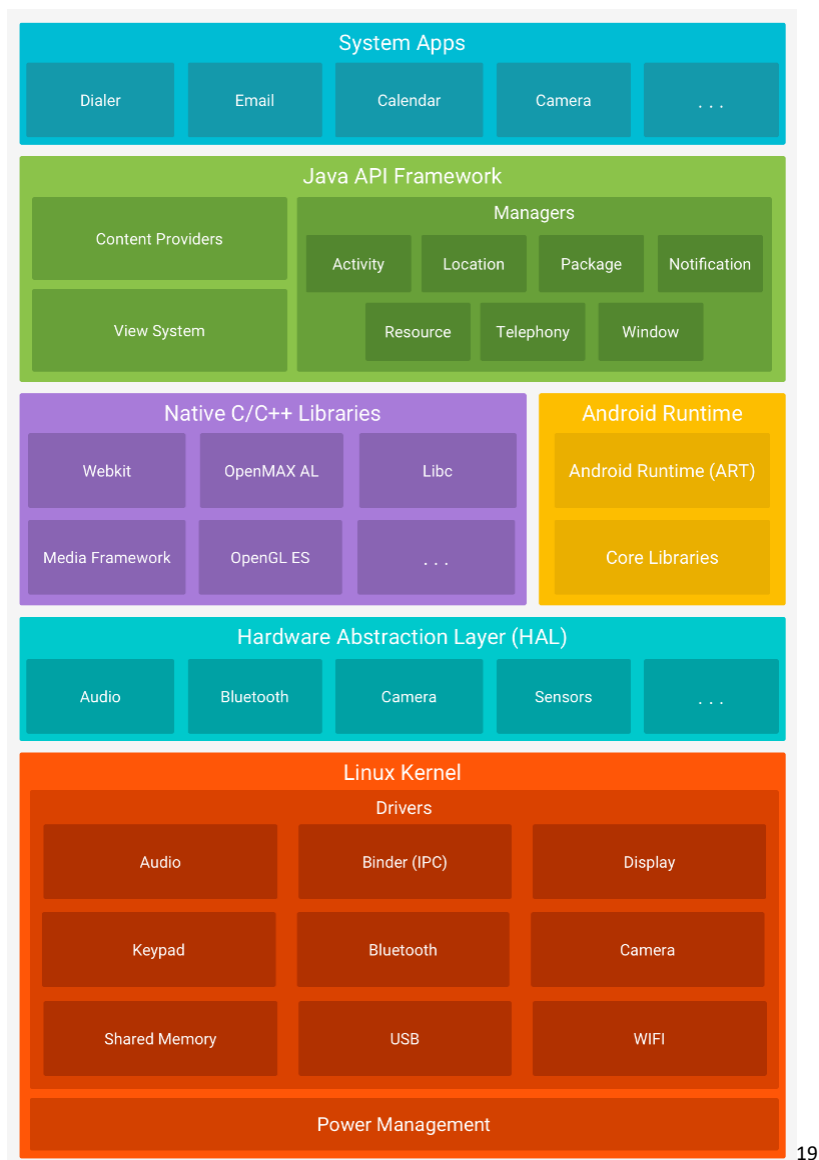 System Apps
Dialer Email Calendar Camera . . .
Java API Framework
Content Providers
View System
Managers
Activity Location Package Notification
Resource Telephony Window
Native C/C++ Libraries
Webkit OpenMAX AL Libc
Media Framework OpenGL ES . . .
Android Runtime
Android Runtime (ART)
Core Libraries
Hardware Abstraction Layer (HAL)
Audio Bluetooth Camera Sensors . . .
Linux Kernel
Drivers
Audio Binder (IPC) Display
Keypad Bluetooth Camera
Shared Memory USB WIFI
Power Management
19